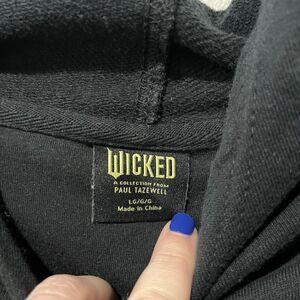 WICKED
A COLLECTION FROM
PAUL TAZEWELL
LG/G/G
Made in China